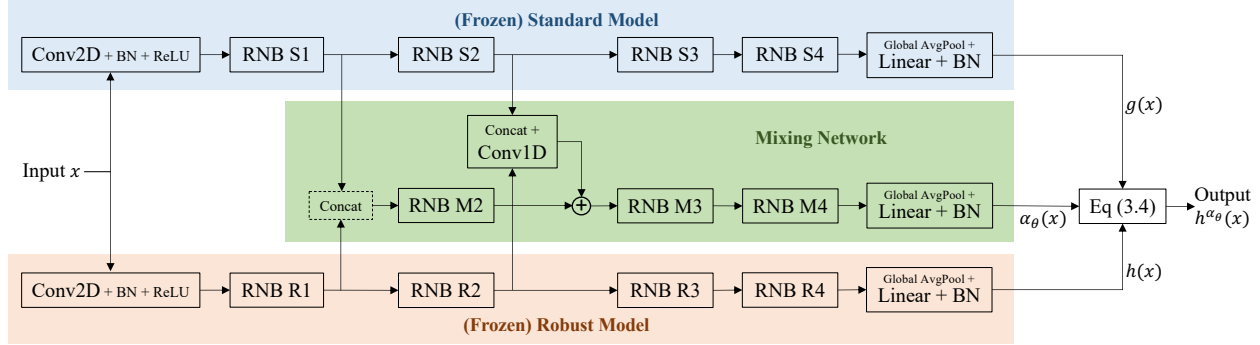 (Frozen) Standard Model
Conv2D + BN + ReLU
RNB S1
RNB S2
RNB S3
RNB S4
Global AvgPool +
Linear + BN
g(x)
Mixing Network
Concat +
Conv1D
Input x
Concat
RNB M2
+
RNB M3
RNB M4
Global AvgPool +
Linear + BN
α_θ(x)
Eq (3.4)
Output
h^{α_θ}(x)
Conv2D + BN + ReLU
RNB R1
RNB R2
RNB R3
RNB R4
Global AvgPool +
Linear + BN
h(x)
(Frozen) Robust Model